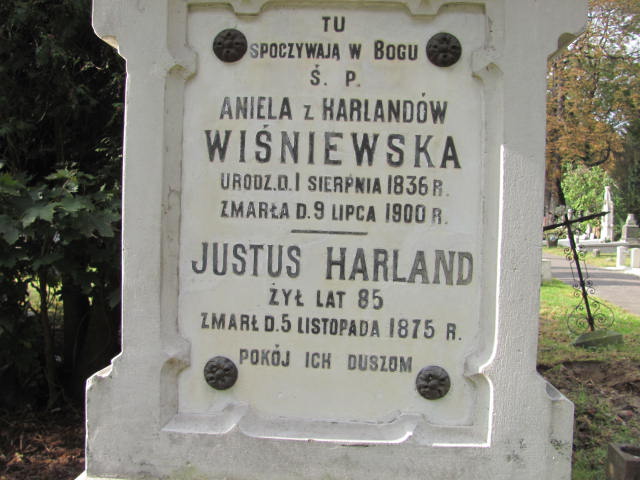 TU
SPOCZYWAJĄ W BOGU
Ś. P.
ANIELA Z HARLANDÓW
WIŚNIEWSKA
URODZ.D.1 SIERPNIA 1836 R.
ZMARŁA D.9 LIPCA 1900 R.
JUSTUS HARLAND
ŻYŁ LAT 85
ZMARŁ D.5 LISTOPADA 1875 R.
POKÓJ ICH DUSZOM